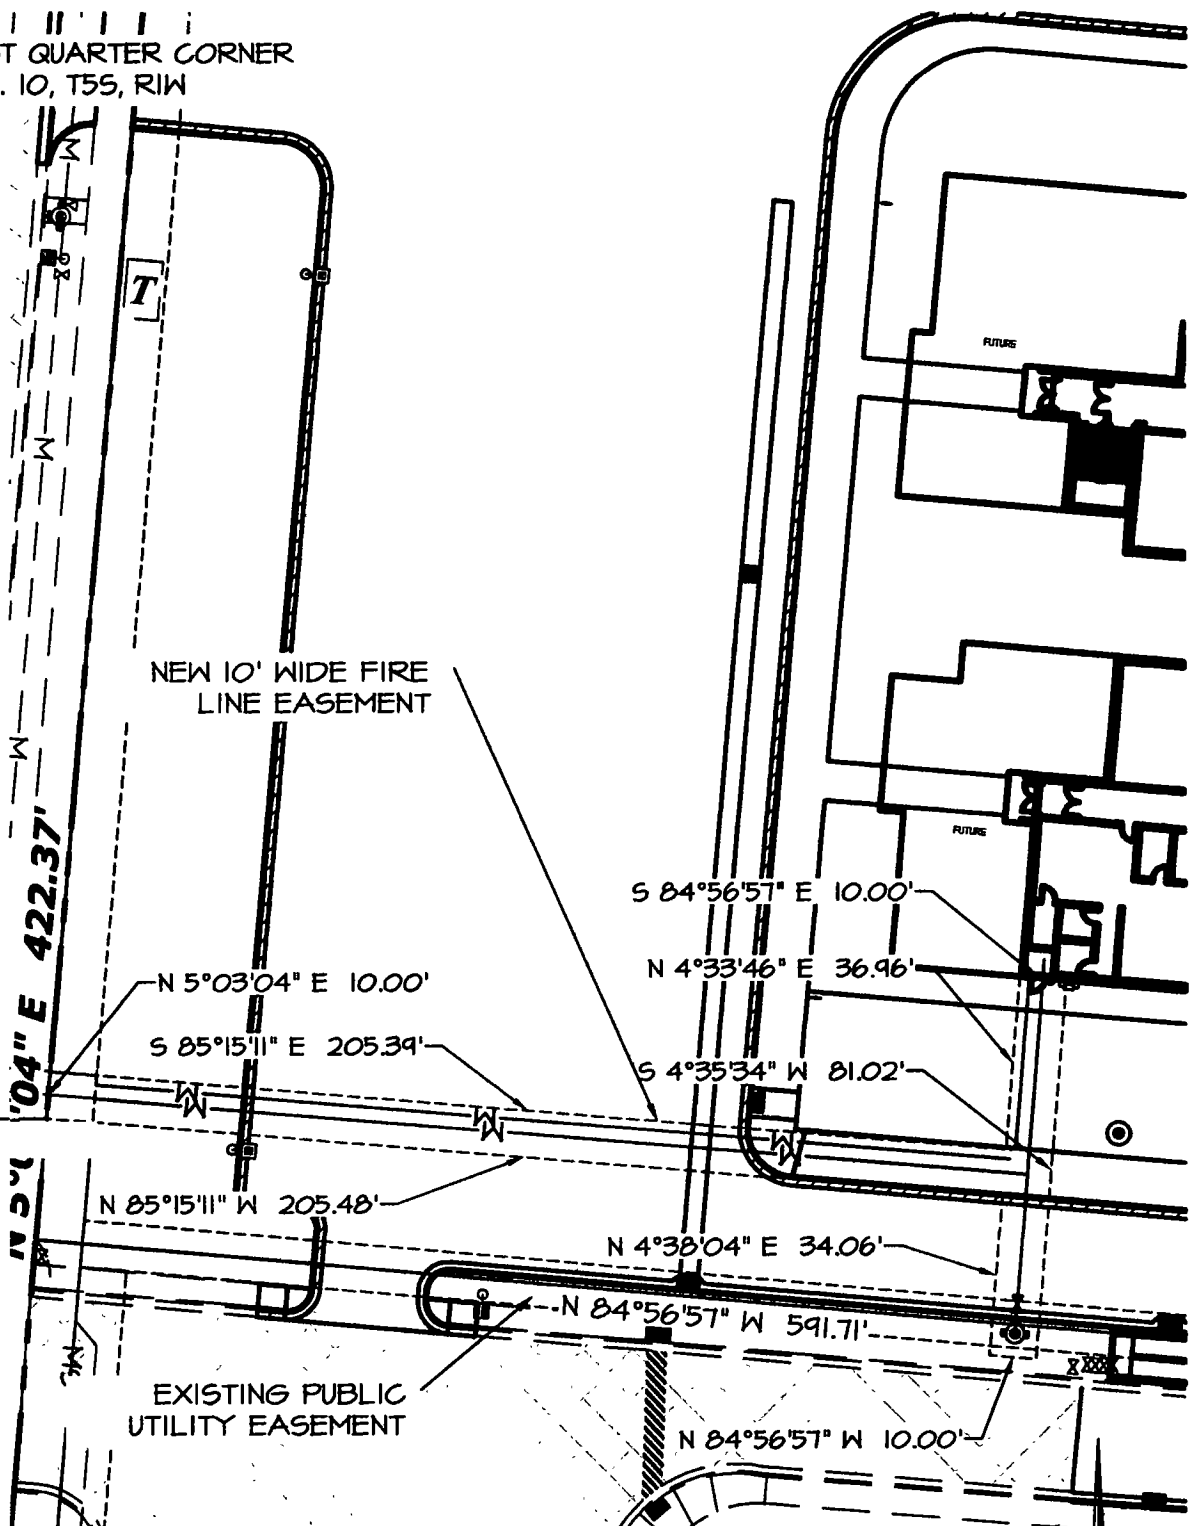 T QUARTER CORNER
. 10, T5S, R1W
M
M
T
FUTURE
M
NEW 10' WIDE FIRE
LINE EASEMENT
M
FUTURE
'04" E 422.37'
S 84°56'57" E 10.00'
N 4°33'46" E 36.96'
N 5°03'04" E 10.00'
S 85°15'11" E 205.39'
S 4°35'34" W 81.02'
W W W W W W
N 85°15'11" W 205.48'
N 5°
N 4°38'04" E 34.06'
N 84°56'57" W 591.71'
EXISTING PUBLIC
UTILITY EASEMENT
N 84°56'57" W 10.00'